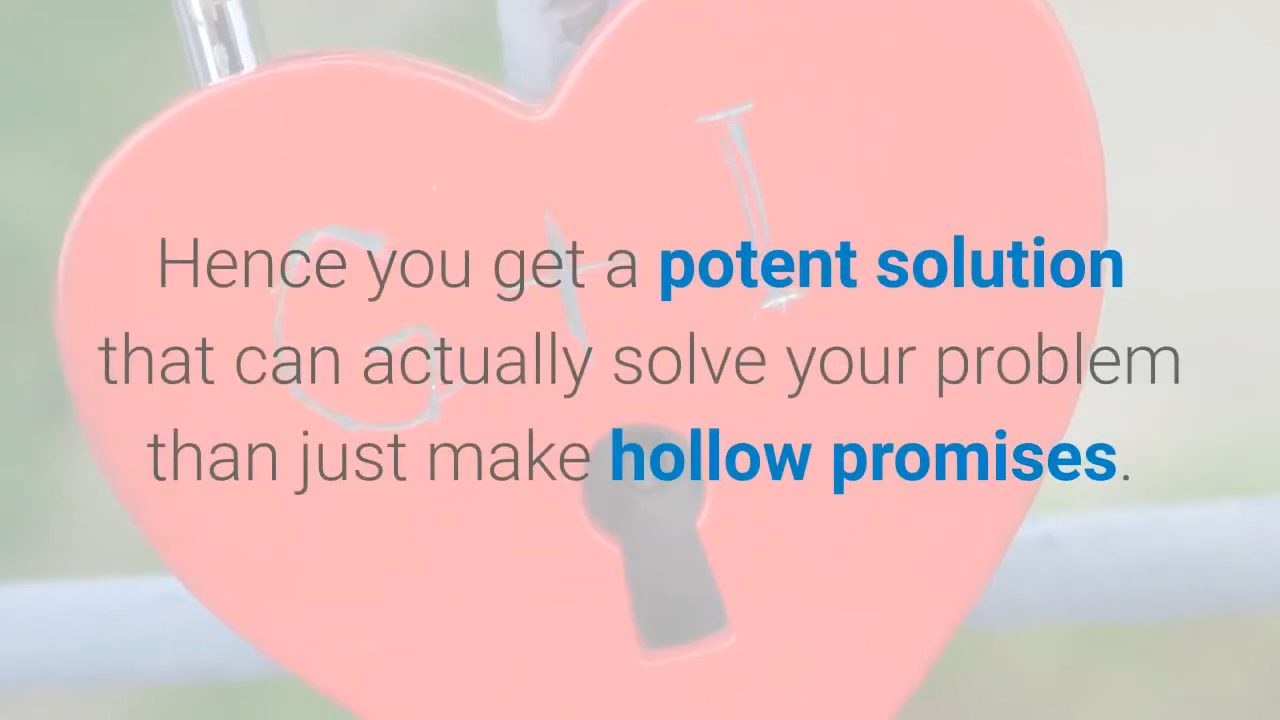 Hence you get a potent solution
that can actually solve your problem
than just make hollow promises.
G H I